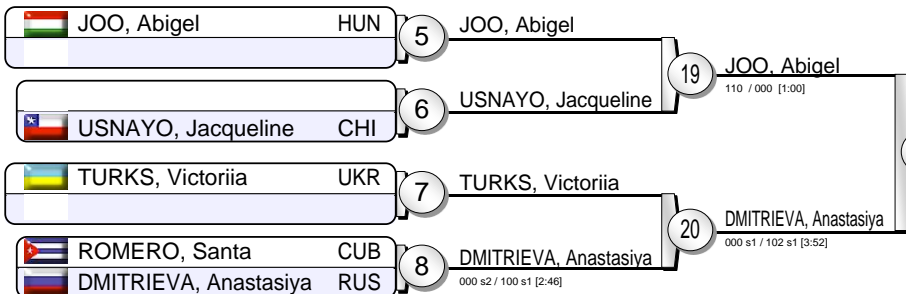 JOO, Abigel HUN
5
JOO, Abigel
19
JOO, Abigel
110 / 000 [1:00]
6
USNAYO, Jacqueline
USNAYO, Jacqueline CHI
TURKS, Victoriia UKR
7
TURKS, Victoriia
20
DMITRIEVA, Anastasiya
000 s1 / 102 s1 [3:52]
ROMERO, Santa CUB
8
DMITRIEVA, Anastasiya
000 s2 / 100 s1 [2:46]
DMITRIEVA, Anastasiya RUS